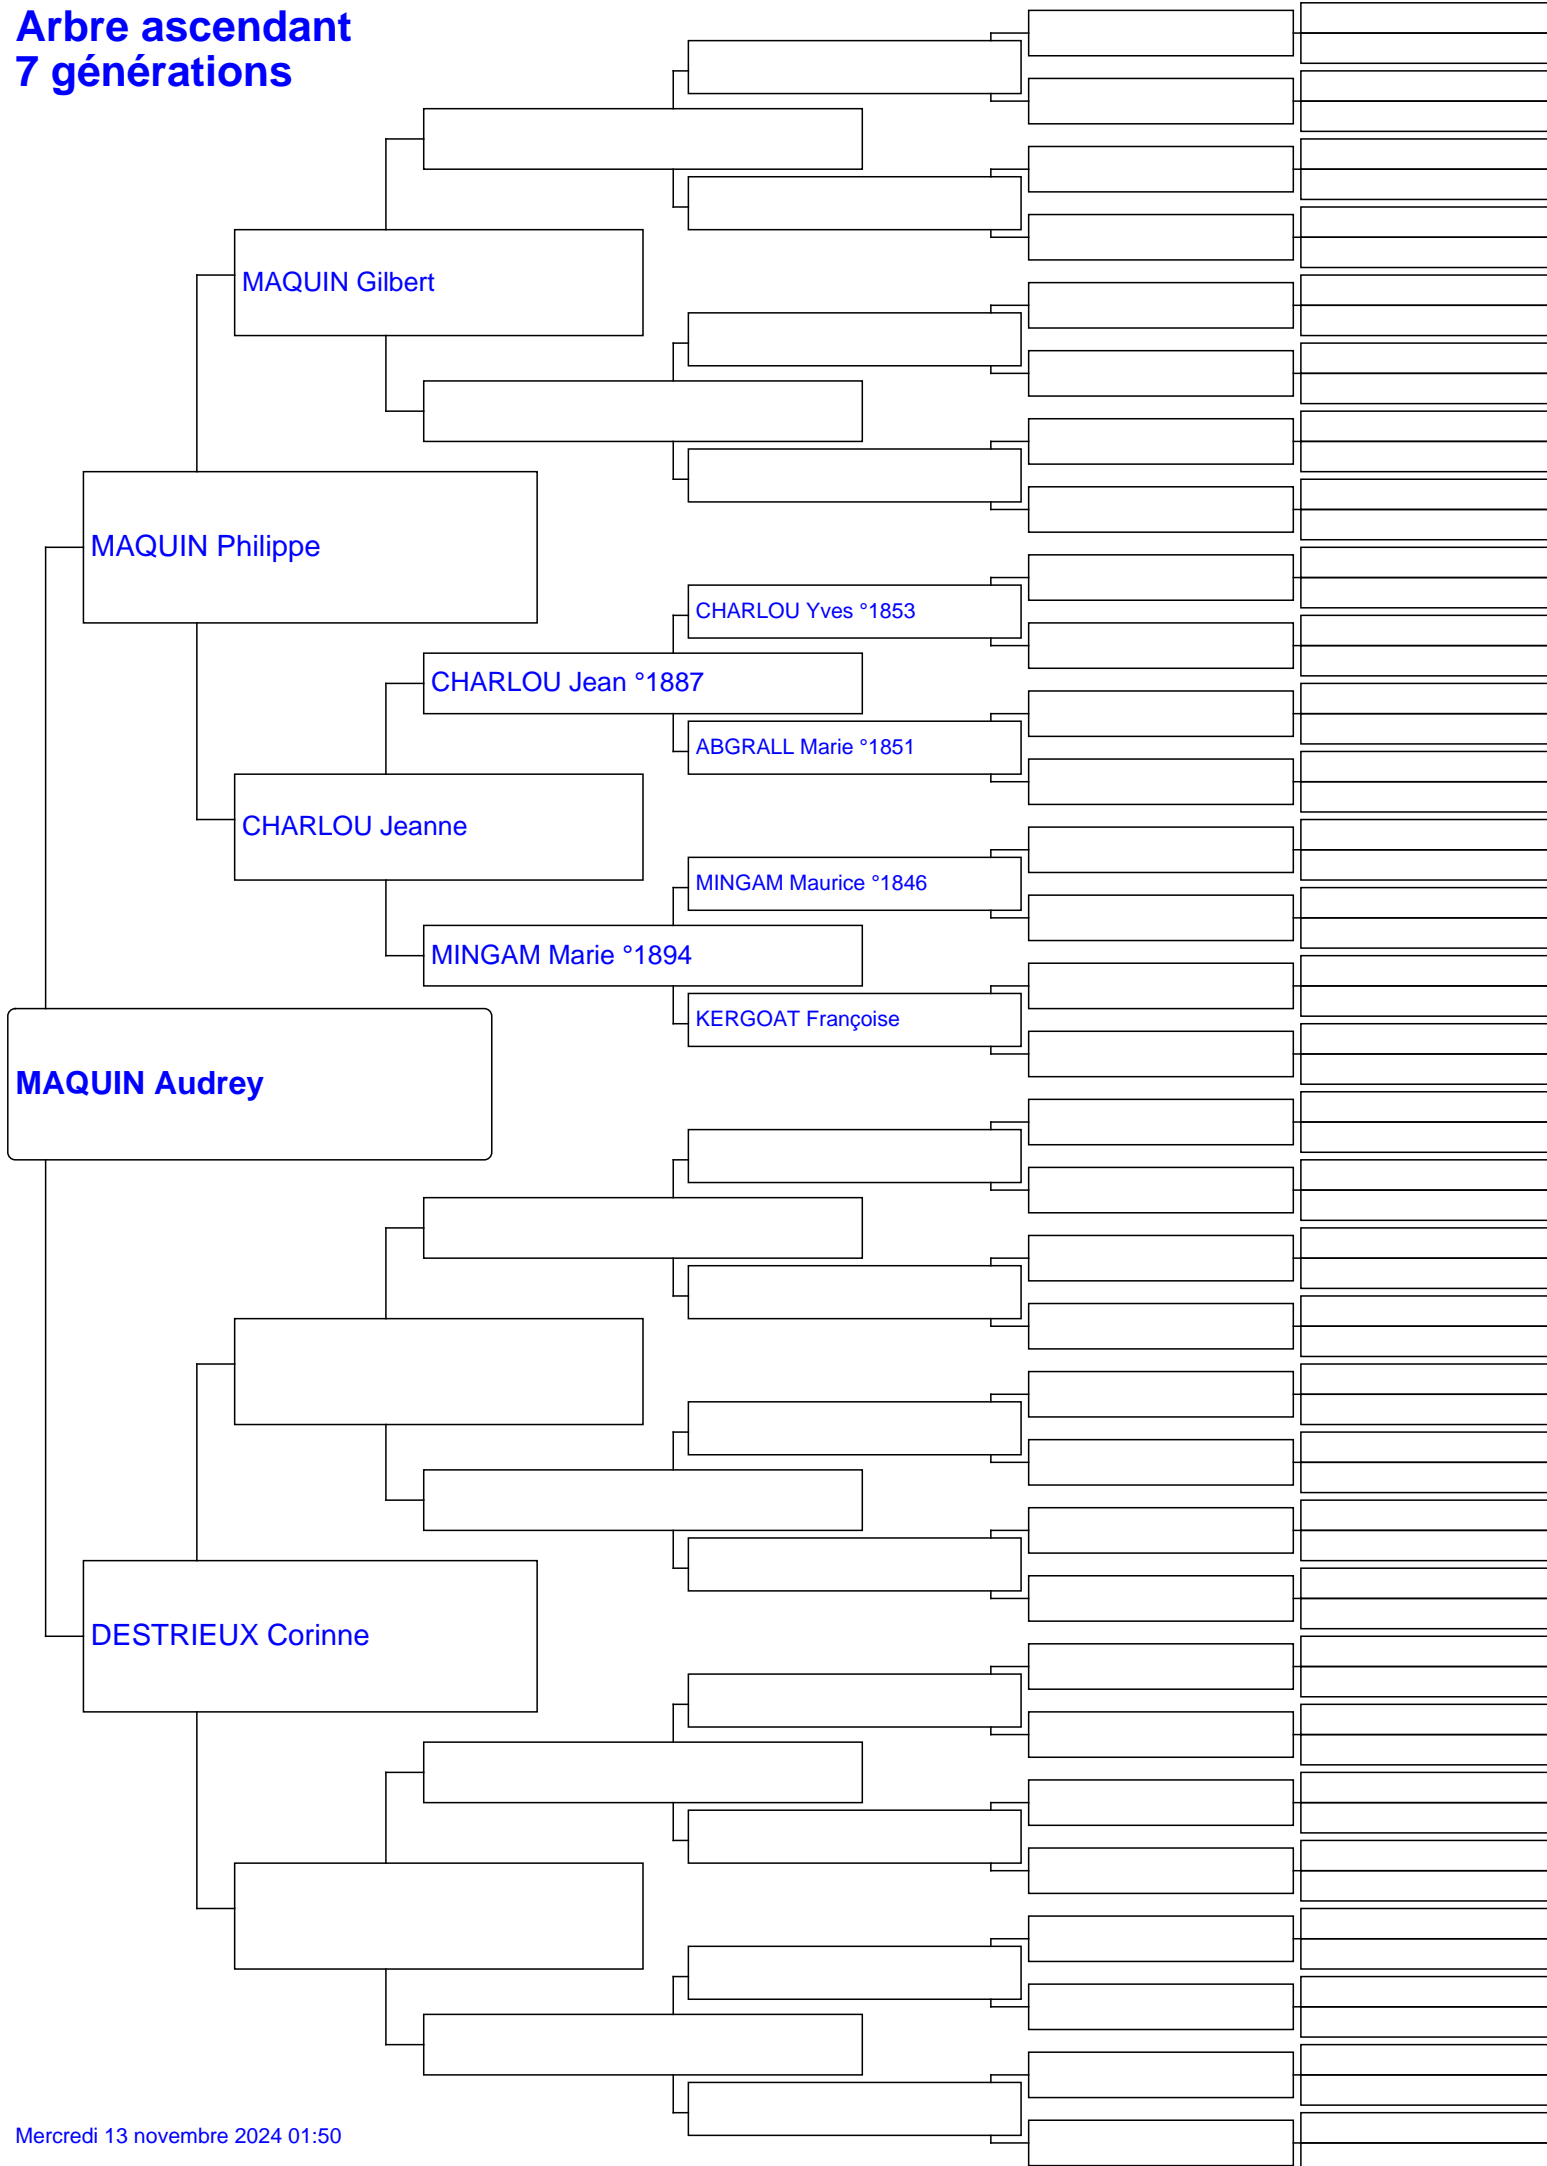 Arbre ascendant
7 générations
MAQUIN Gilbert
MAQUIN Philippe
CHARLOU Yves °1853
CHARLOU Jean °1887
ABGRALL Marie °1851
CHARLOU Jeanne
MINGAM Maurice °1846
MINGAM Marie °1894
KERGOAT Françoise
MAQUIN Audrey
DESTRIEUX Corinne
Mercredi 13 novembre 2024 01:50